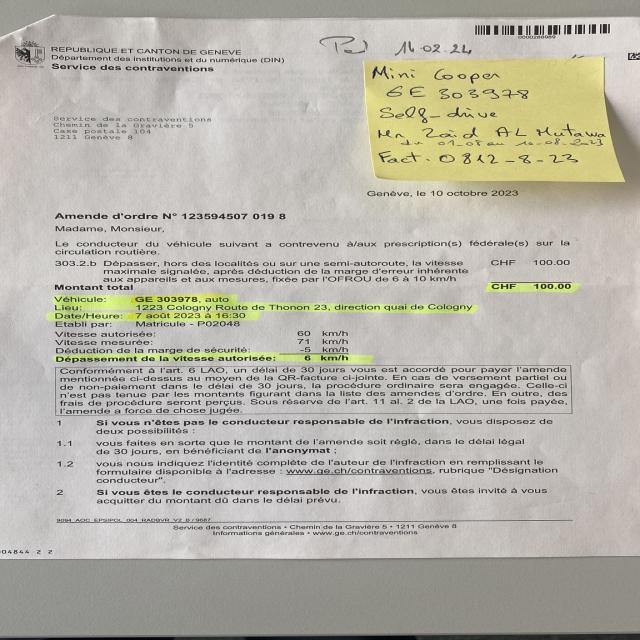 0000288989
REPUBLIQUE ET CANTON DE GENEVE
Département des institutions et du numérique (DIN)
Service des contraventions
14-02-24
Mini Cooper
GE 303978
Self-drive
Mr Zaid AL Mutawa
du 01-08 au 10-08-2023
Fact. 0812-8-23
Service des contraventions
Chemin de la Gravière 5
Case postale 104
1211 Genève 8
Genève, le 10 octobre 2023
Amende d'ordre N° 123594507 019 8
Madame, Monsieur,
Le conducteur du véhicule suivant a contrevenu à/aux prescription(s) fédérale(s) sur la
circulation routière.
303.2.b Dépasser, hors des localités ou sur une semi-autoroute, la vitesse CHF 100.00
maximale signalée, après déduction de la marge d'erreur inhérente
aux appareils et aux mesures, fixée par l'OFROU de 6 à 10 km/h
Montant total CHF 100.00
Véhicule: GE 303978, auto
Lieu: 1223 Cologny Route de Thonon 23, direction quai de Cologny
Date/Heure: 7 août 2023 à 16:30
Etabli par: Matricule - P02048
Vitesse autorisée: 60 km/h
Vitesse mesurée: 71 km/h
Déduction de la marge de sécurité: -5 km/h
Dépassement de la vitesse autorisée: 6 km/h
Conformément à l'art. 6 LAO, un délai de 30 jours vous est accordé pour payer l'amende
mentionnée ci-dessus au moyen de la QR-facture ci-jointe. En cas de versement partiel ou
de non-paiement dans le délai de 30 jours, la procédure ordinaire sera engagée. Celle-ci
n'est pas tenue par les montants figurant dans la liste des amendes d'ordre. En outre, des
frais de procédure seront perçus. Sous réserve de l'art. 11 al. 2 de la LAO, une fois payée,
l'amende a force de chose jugée.
1 Si vous n'êtes pas le conducteur responsable de l'infraction, vous disposez de
deux possibilités :
1.1 vous faites en sorte que le montant de l'amende soit réglé, dans le délai légal
de 30 jours, en bénéficiant de l'anonymat ;
1.2 vous nous indiquez l'identité complète de l'auteur de l'infraction en remplissant le
formulaire disponible à l'adresse : www.ge.ch/contraventions, rubrique "Désignation
conducteur".
2 Si vous êtes le conducteur responsable de l'infraction, vous êtes invité à vous
acquitter du montant dû dans le délai prévu.
Service des contraventions • Chemin de la Gravière 5 • 1211 Genève 8
Informations générales • www.ge.ch/contraventions
04844 2 2